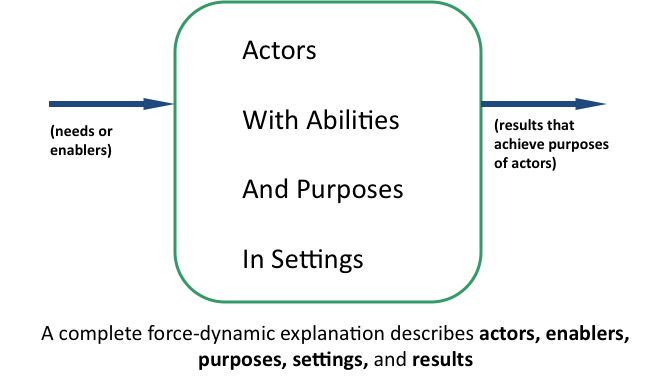 Actors
(needs or
enablers)
With Abilities
(results that
achieve purposes
of actors)
And Purposes
In Settings
A complete force-dynamic explanation describes actors, enablers,
purposes, settings, and results